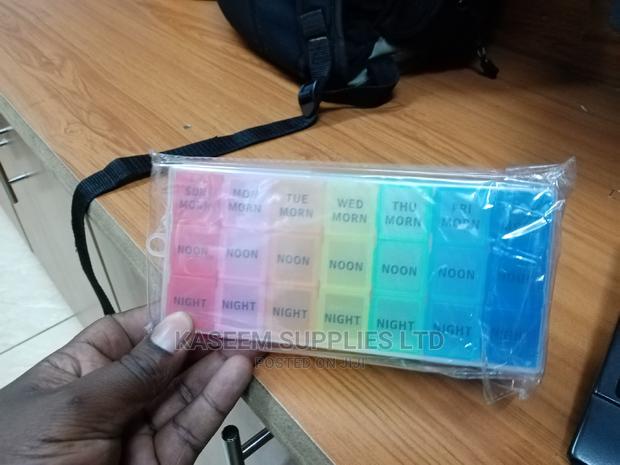 SUN MORN
MON MORN
TUE MORN
WED MORN
THU MORN
FRI MORN
NOON NOON NOON NOON NOON NOON
NIGHT NIGHT NIGHT NIGHT NIGHT NIGHT
KASEEM SUPPLIES LTD
POSTED ON JIJI